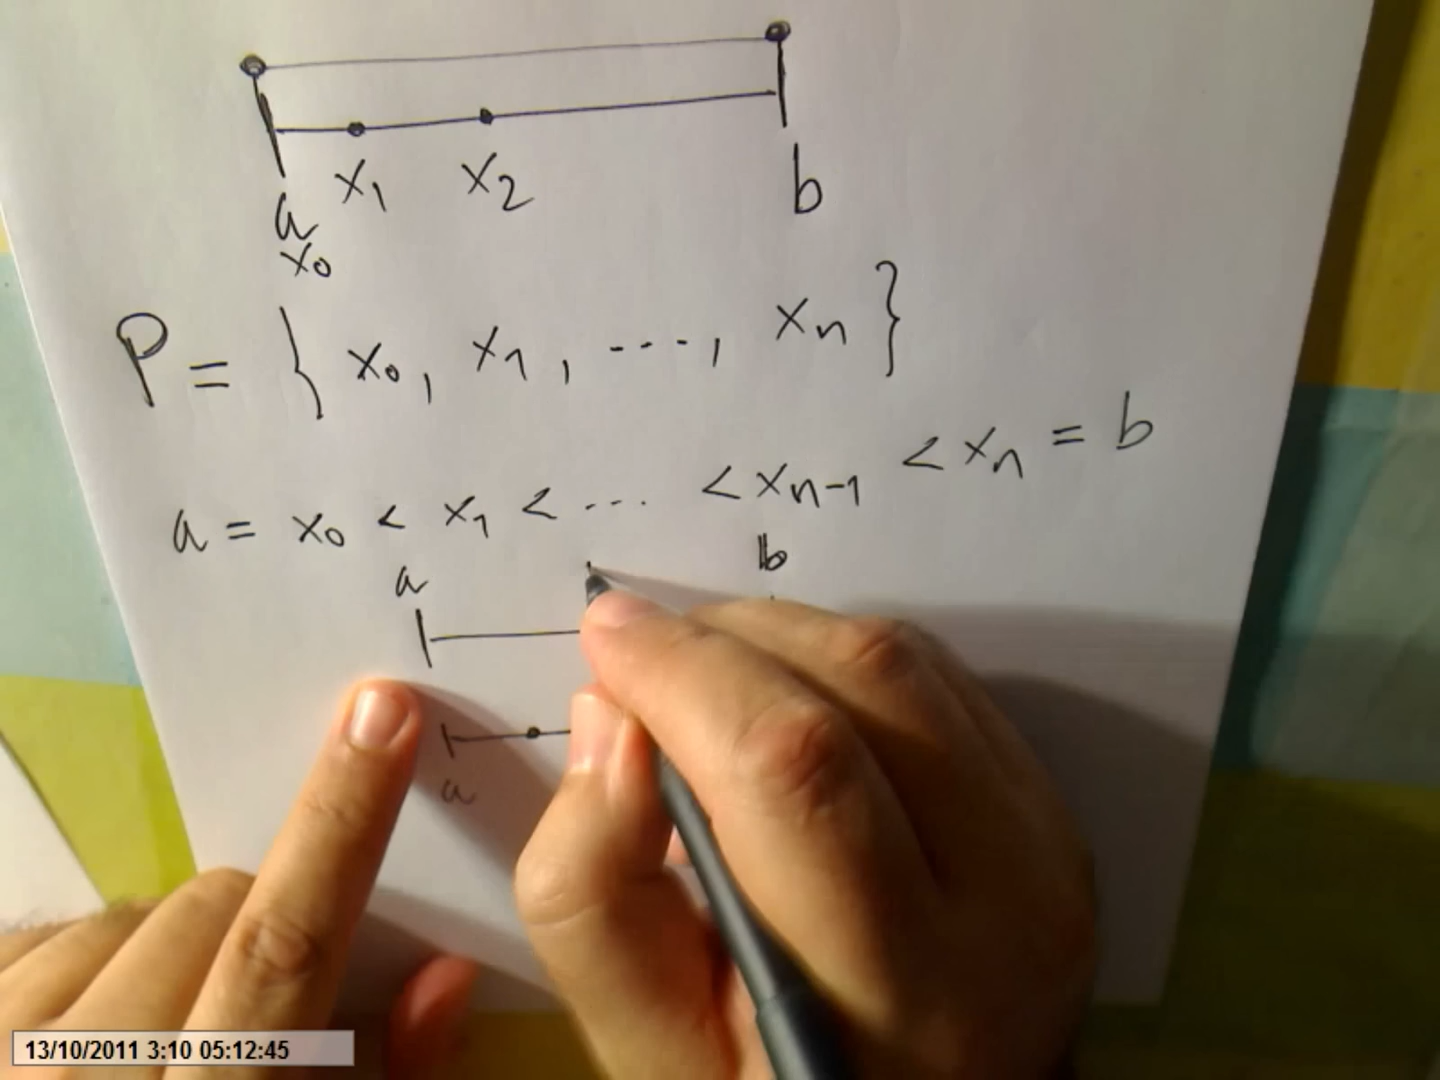 a x₁ x₂ b
x₀
P = { x₀, x₁, ---, xₙ }
a = x₀ < x₁ < ... < xₙ₋₁ < xₙ = b
a b
a
13/10/2011 3:10 05:12:45